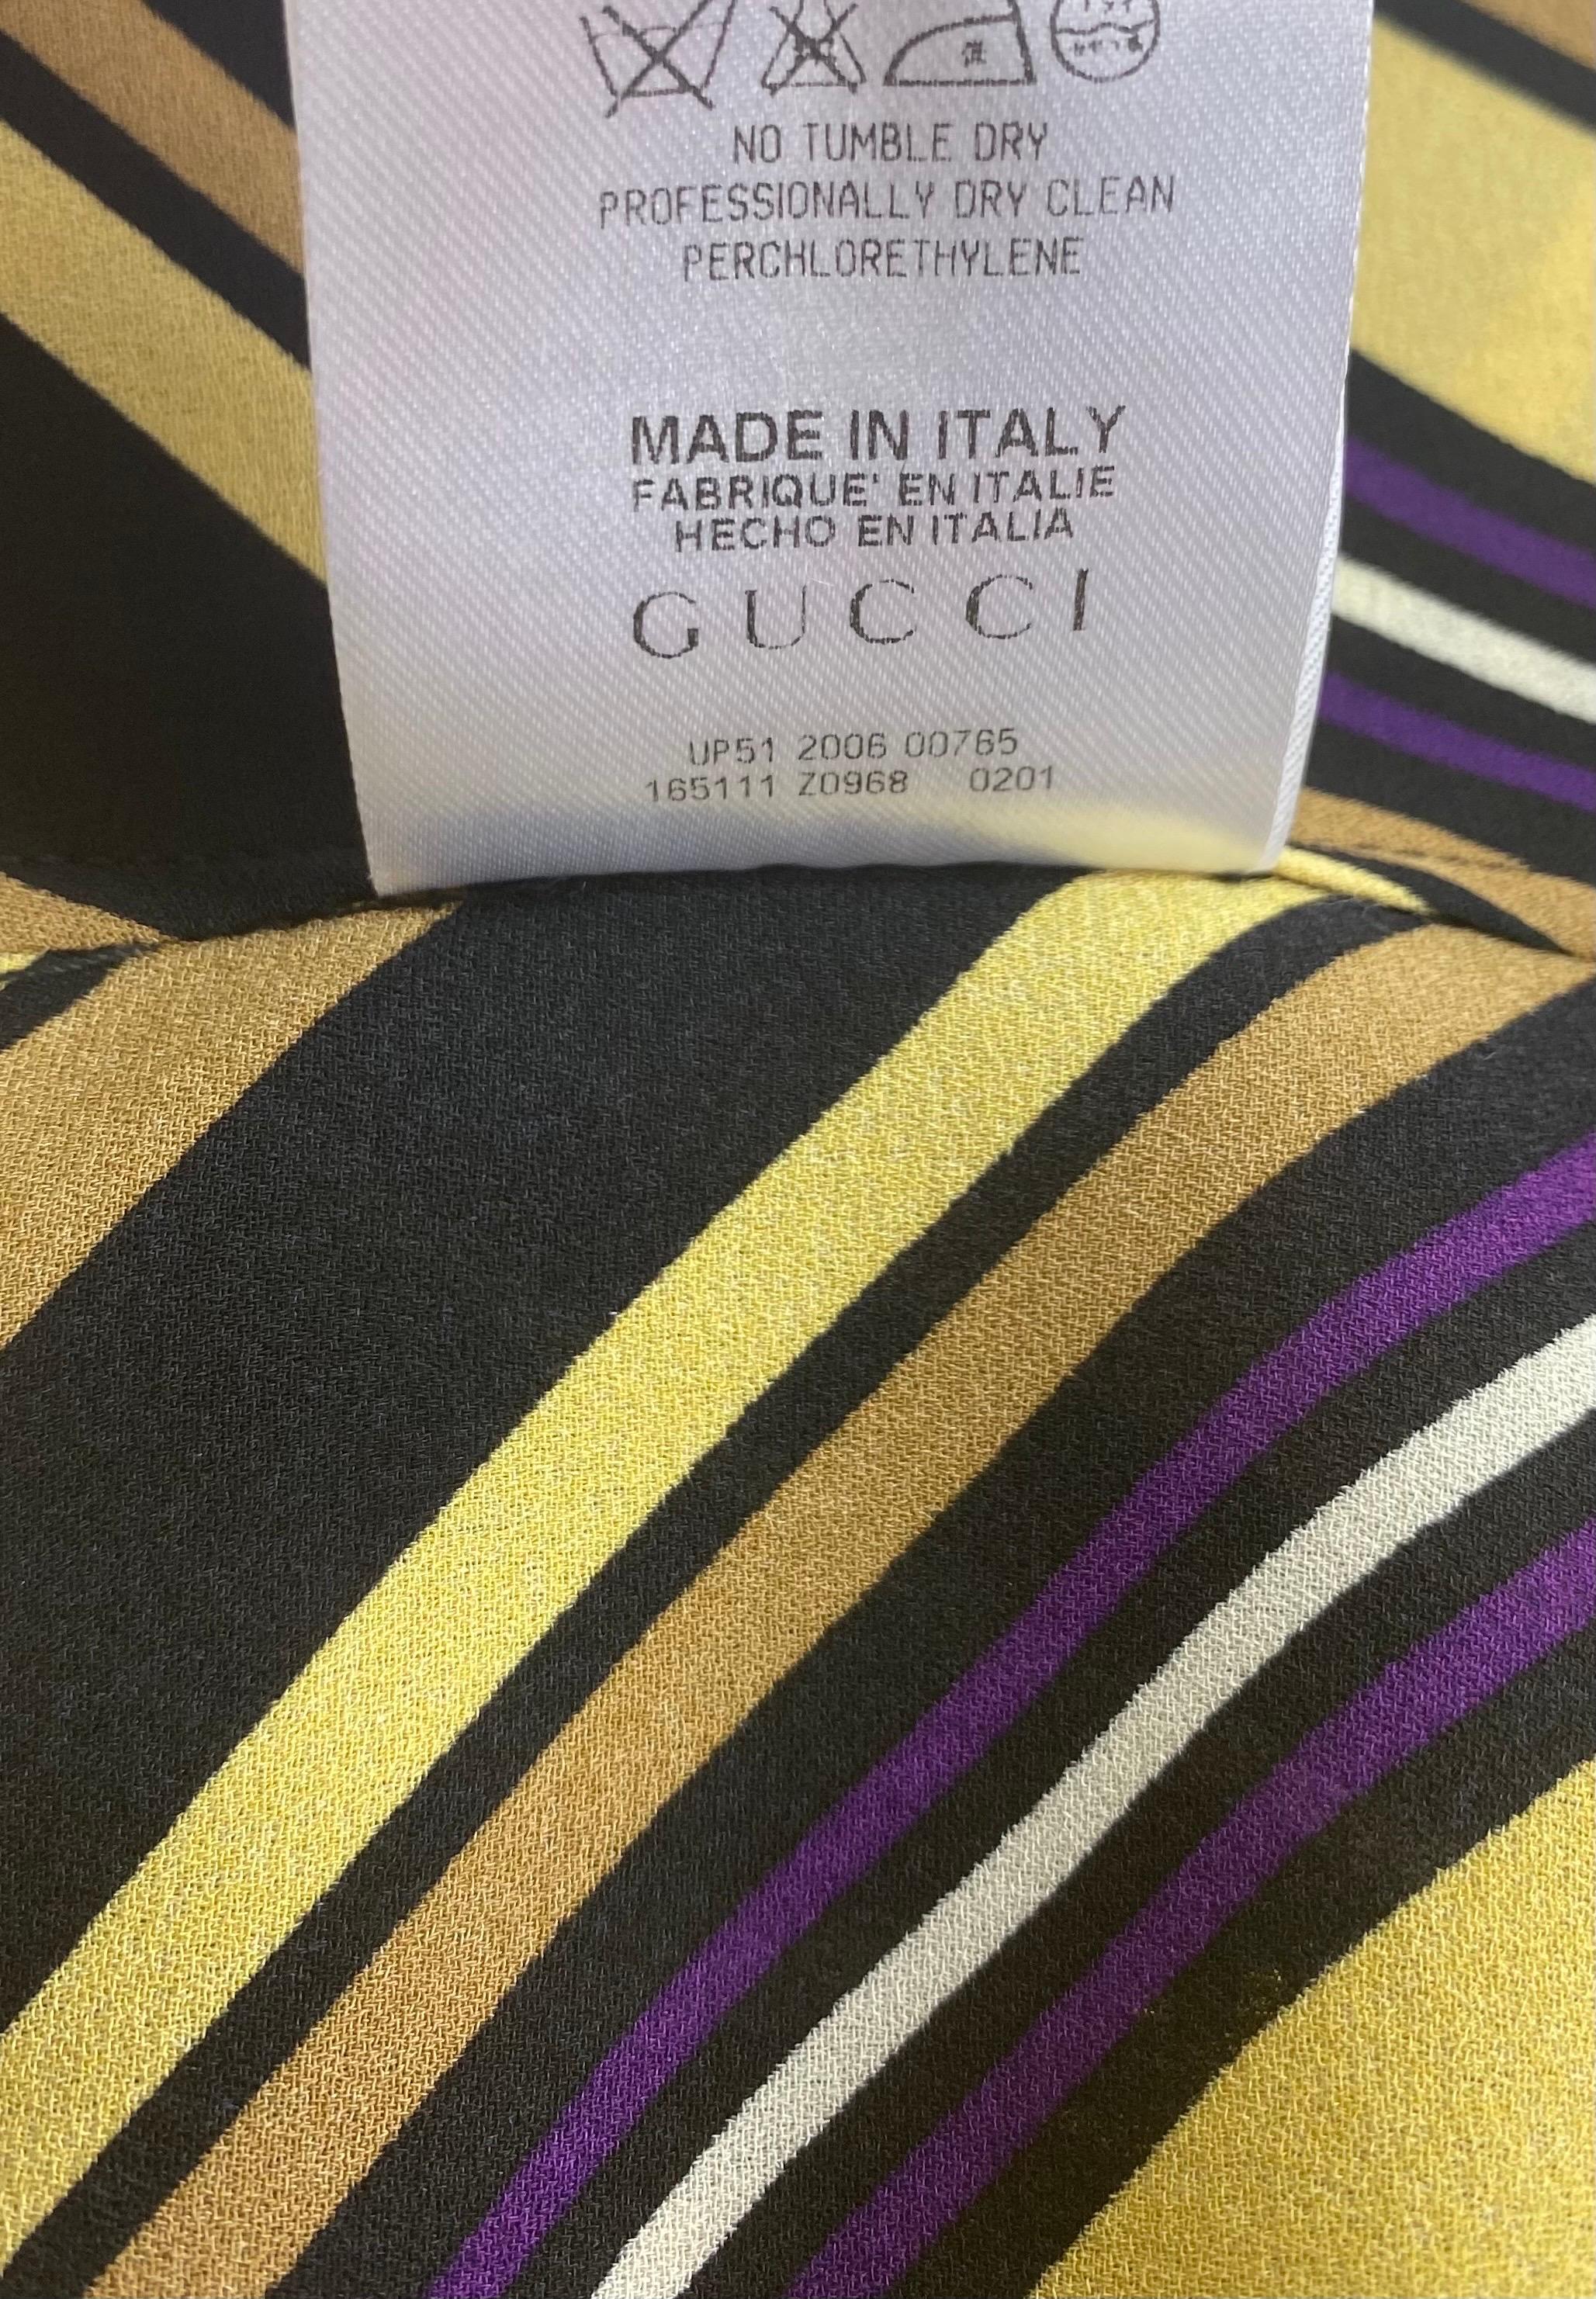 低
NO TUMBLE DRY
PROFESSIONALLY DRY CLEAN
PERCHLORETHYLENE
MADE IN ITALY
FABRIQUE' EN ITALIE
HECHO EN ITALIA
GUCCI
UP51 2006 00765
165111 Z0968 0201